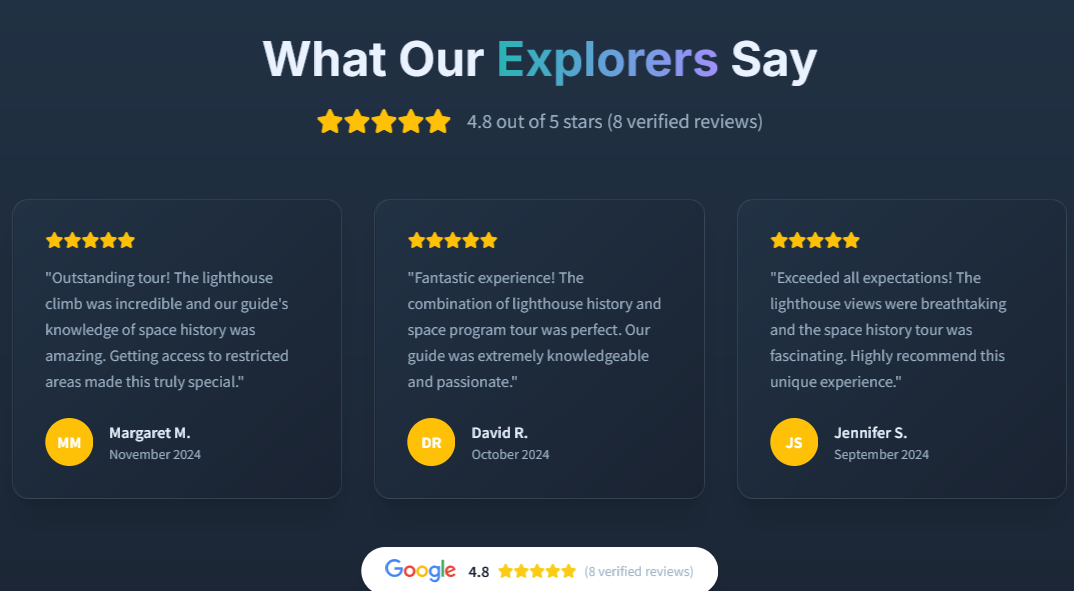 What Our Explorers Say
4.8 out of 5 stars (8 verified reviews)
"Outstanding tour! The lighthouse
climb was incredible and our guide's
knowledge of space history was
amazing. Getting access to restricted
areas made this truly special."
MM
Margaret M.
November 2024
"Fantastic experience! The
combination of lighthouse history and
space program tour was perfect. Our
guide was extremely knowledgeable
and passionate."
DR
David R.
October 2024
"Exceeded all expectations! The
lighthouse views were breathtaking
and the space history tour was
fascinating. Highly recommend this
unique experience."
JS
Jennifer S.
September 2024
Google 4.8 (8 verified reviews)